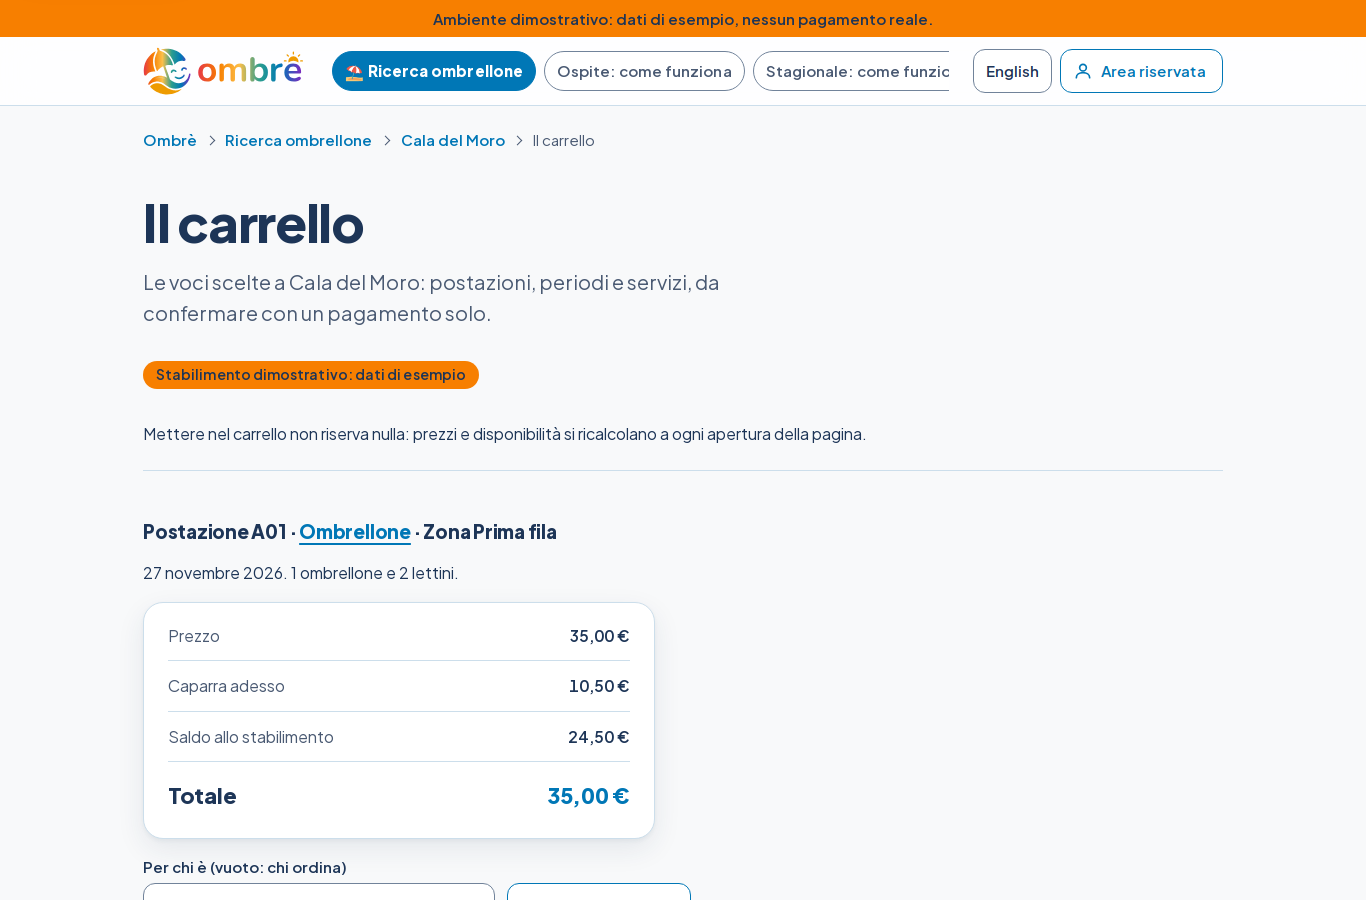 Ambiente dimostrativo: dati di esempio, nessun pagamento reale.
ombrè
Ricerca ombrellone
Ospite: come funziona
Stagionale: come funzio
English
Area riservata
Ombrè
Ricerca ombrellone
Cala del Moro
Il carrello
Il carrello
Le voci scelte a Cala del Moro: postazioni, periodi e servizi, da
confermare con un pagamento solo.
Stabilimento dimostrativo: dati di esempio
Mettere nel carrello non riserva nulla: prezzi e disponibilità si ricalcolano a ogni apertura della pagina.
Postazione A01 · Ombrellone · Zona Prima fila
27 novembre 2026. 1 ombrellone e 2 lettini.
Prezzo 35,00 €
Caparra adesso 10,50 €
Saldo allo stabilimento 24,50 €
Totale 35,00 €
Per chi è (vuoto: chi ordina)